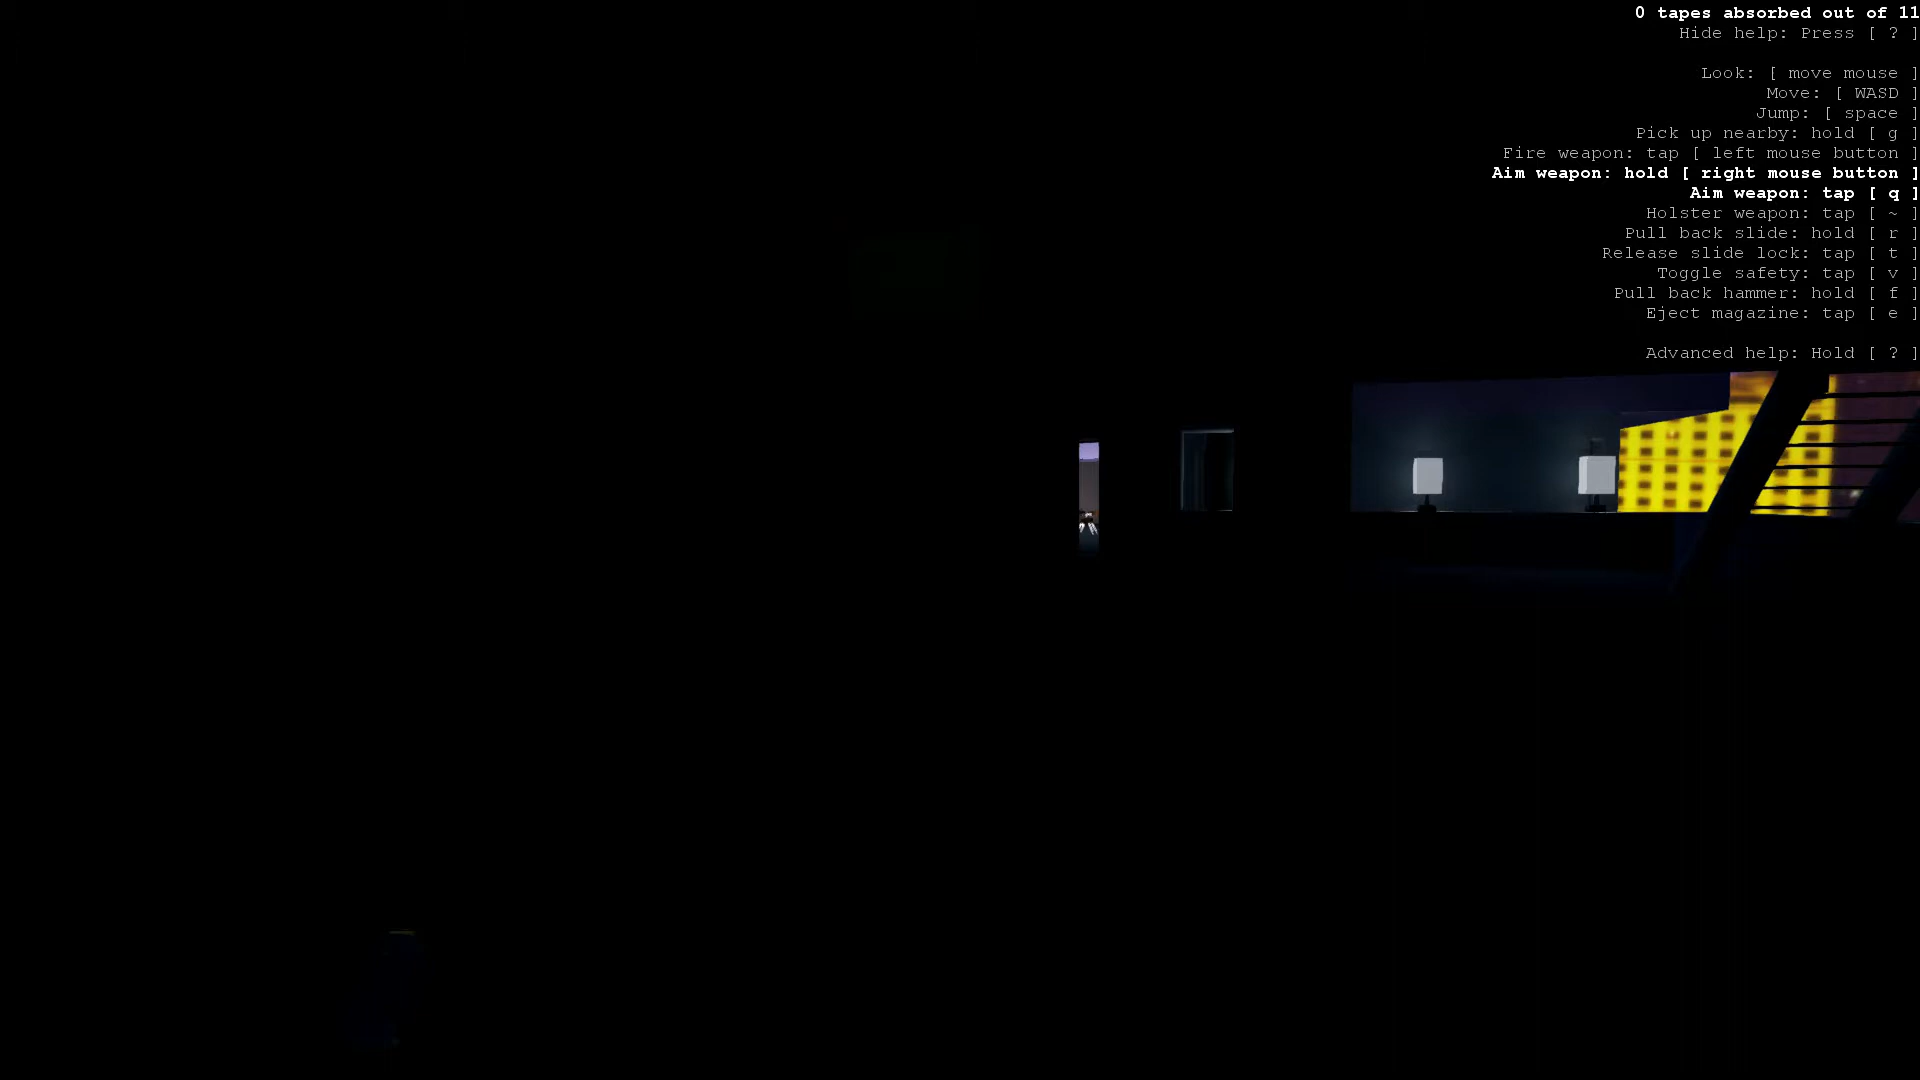 0 tapes absorbed out of 11
Hide help: Press [ ? ]
Look: [ move mouse ]
Move: [ WASD ]
Jump: [ space ]
Pick up nearby: hold [ g ]
Fire weapon: tap [ left mouse button ]
Aim weapon: hold [ right mouse button ]
Aim weapon: tap [ q ]
Holster weapon: tap [ ~ ]
Pull back slide: hold [ r ]
Release slide lock: tap [ t ]
Toggle safety: tap [ v ]
Pull back hammer: hold [ f ]
Eject magazine: tap [ e ]
Advanced help: Hold [ ? ]